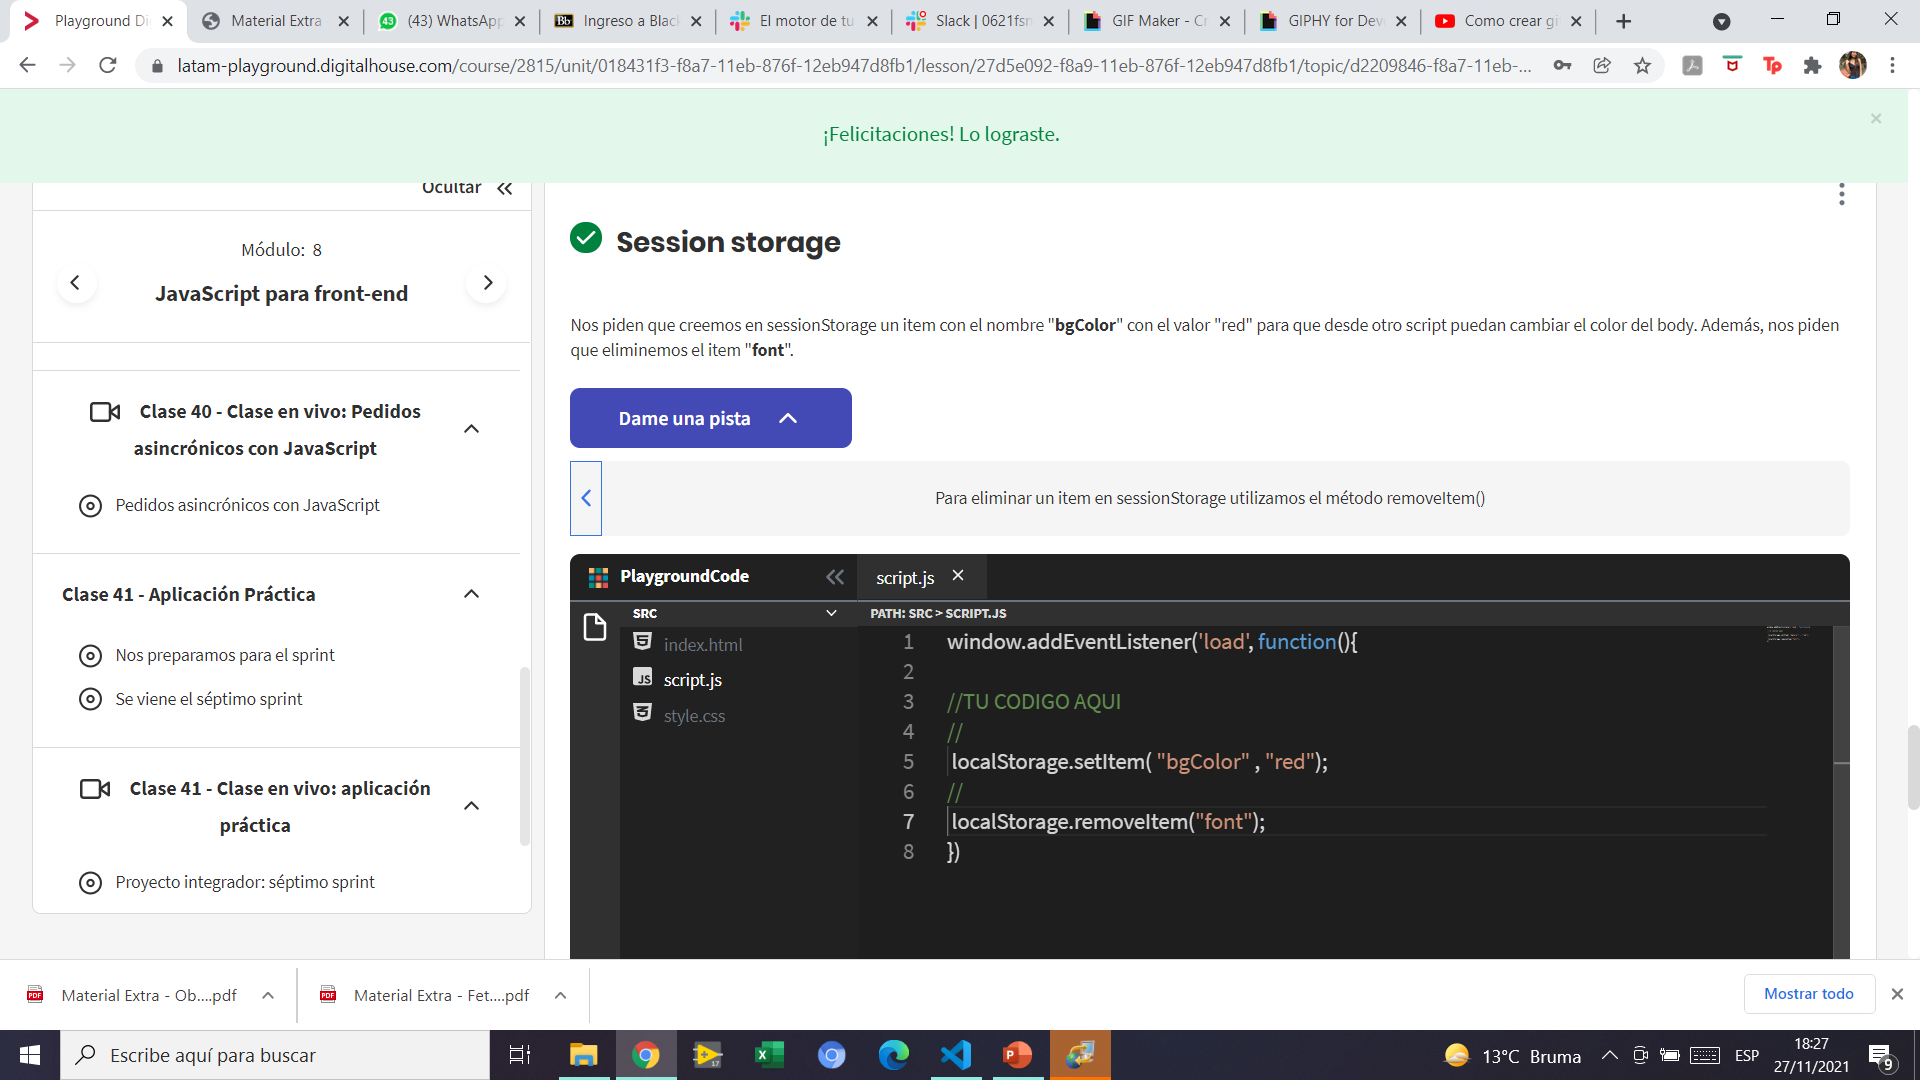 Playground Di
Material Extra
(43) WhatsApp
Ingreso a Black
El motor de tu
Slack | 0621fsn
GIF Maker - Cr
GIPHY for Deve
Como crear gi
latam-playground.digitalhouse.com/course/2815/unit/018431f3-f8a7-11eb-876f-12eb947d8fb1/lesson/27d5e092-f8a9-11eb-876f-12eb947d8fb1/topic/d2209846-f8a7-11eb-...
¡Felicitaciones! Lo lograste.
Ocultar
Módulo: 8
JavaScript para front-end
Clase 40 - Clase en vivo: Pedidos
asincrónicos con JavaScript
Pedidos asincrónicos con JavaScript
Clase 41 - Aplicación Práctica
Nos preparamos para el sprint
Se viene el séptimo sprint
Clase 41 - Clase en vivo: aplicación
práctica
Proyecto integrador: séptimo sprint
Session storage
Nos piden que creemos en sessionStorage un item con el nombre "bgColor" con el valor "red" para que desde otro script puedan cambiar el color del body. Además, nos piden
que eliminemos el item "font".
Dame una pista
Para eliminar un item en sessionStorage utilizamos el método removeItem()
PlaygroundCode
script.js
SRC
PATH: SRC > SCRIPT.JS
index.html
script.js
style.css
1 window.addEventListener('load', function(){
2
3 //TU CODIGO AQUI
4 //
5 localStorage.setItem( "bgColor" , "red");
6 //
7 localStorage.removeItem("font");
8 })
Material Extra - Ob....pdf
Material Extra - Fet....pdf
Mostrar todo
Escribe aquí para buscar
13°C Bruma
ESP
18:27
27/11/2021
9